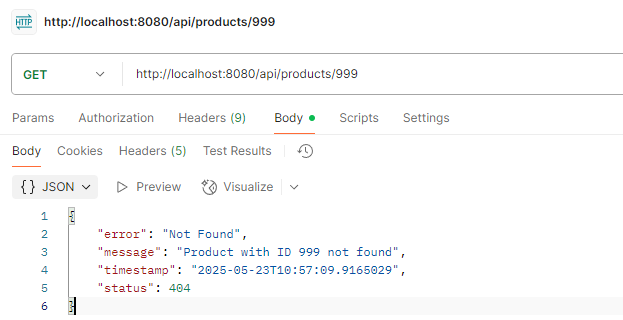 HTTP http://localhost:8080/api/products/999
GET http://localhost:8080/api/products/999
Params Authorization Headers (9) Body Scripts Settings
Body Cookies Headers (5) Test Results
{} JSON Preview Visualize
1 {
2 "error": "Not Found",
3 "message": "Product with ID 999 not found",
4 "timestamp": "2025-05-23T10:57:09.9165029",
5 "status": 404
6 }